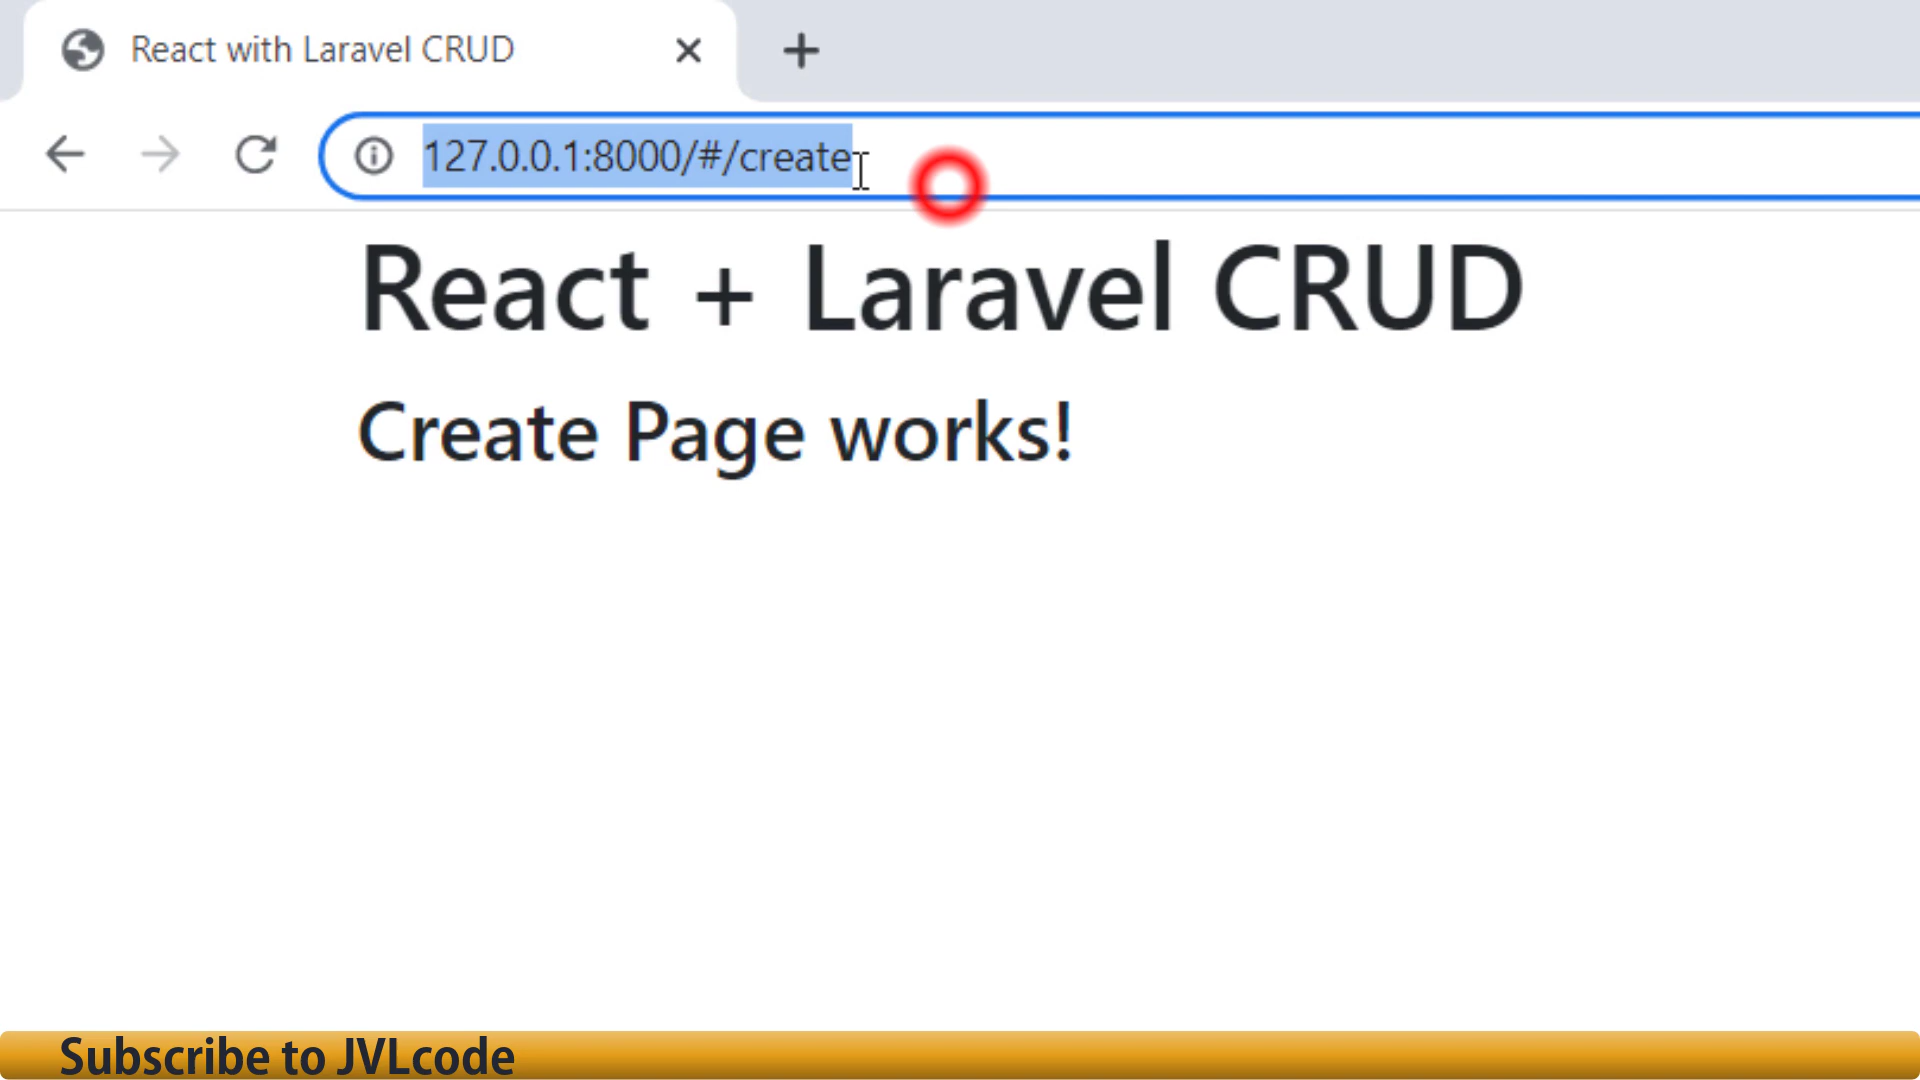 React with Laravel CRUD
127.0.0.1:8000/#/create
React + Laravel CRUD
Create Page works!
Subscribe to JVLcode